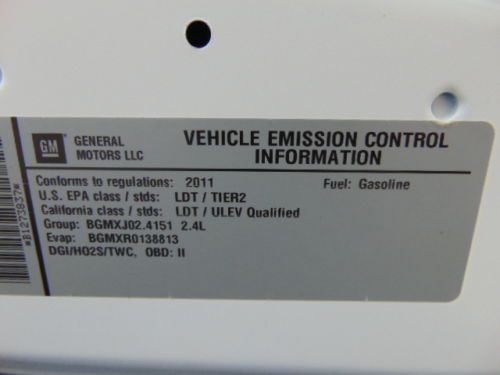 GM
GENERAL
MOTORS LLC
VEHICLE EMISSION CONTROL
INFORMATION
Conforms to regulations: 2011 Fuel: Gasoline
U.S. EPA class / stds: LDT / TIER2
California class / stds: LDT / ULEV Qualified
Group: BGMXJ02.4151 2.4L
Evap: BGMXR0138813
DGI/HO2S/TWC, OBD: II
*B1273837*